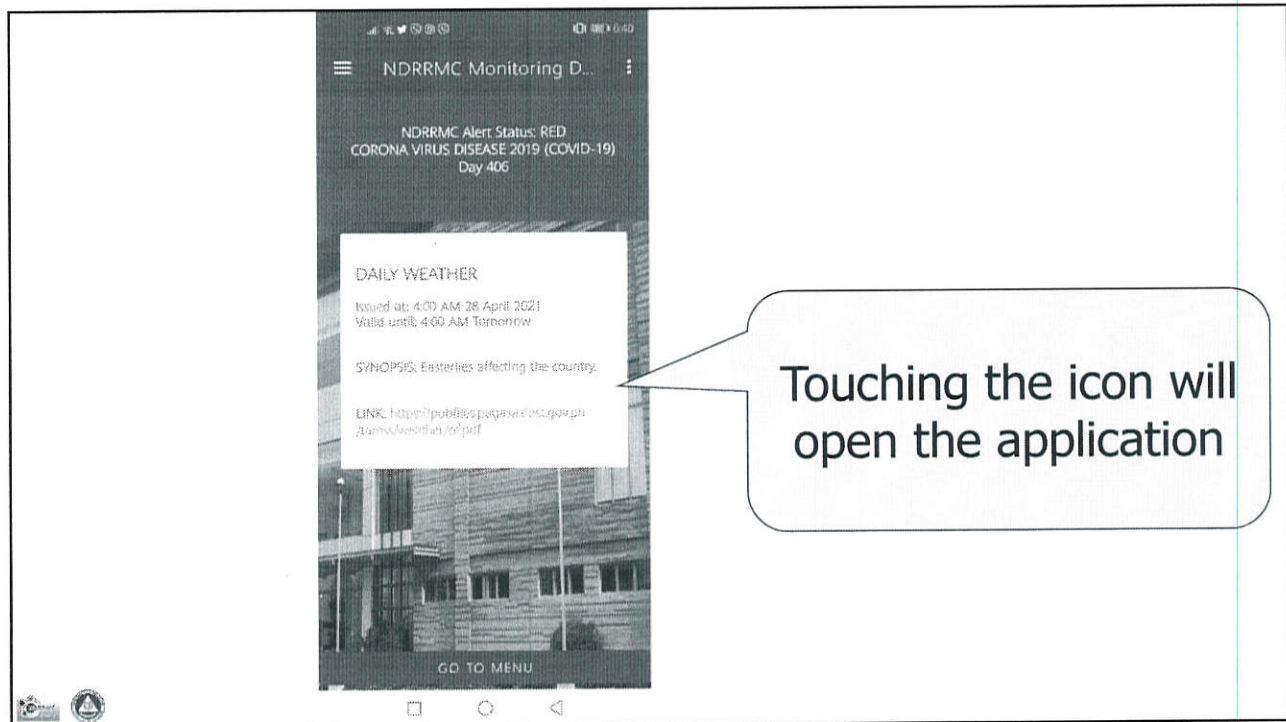 6:40
NDRRMC Monitoring D...
NDRRMC Alert Status: RED
CORONA VIRUS DISEASE 2019 (COVID-19)
Day 406
DAILY WEATHER
Issued at: 4:00 AM 28 April 2021
Valid until: 4:00 AM Tomorrow
SYNOPSIS: Easterlies affecting the country.
LINK:
Touching the icon will
open the application
GO TO MENU